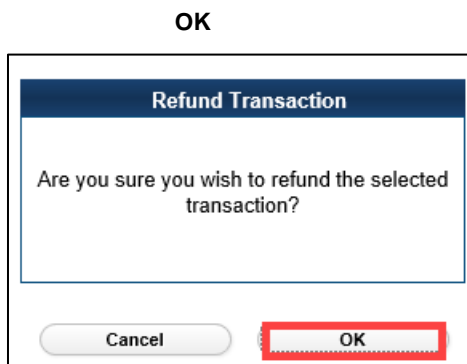 OK
Refund Transaction
Are you sure you wish to refund the selected
transaction?
Cancel
OK